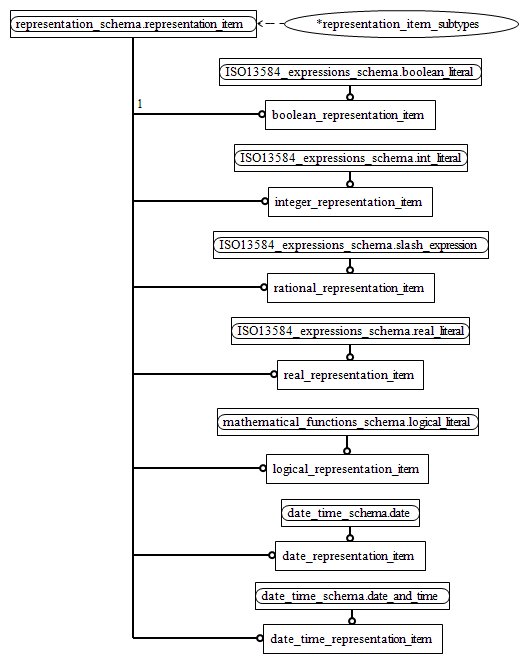 representation_schema.representation_item
*representation_item_subtypes
ISO13584_expressions_schema.boolean_literal
1
boolean_representation_item
ISO13584_expressions_schema.int_literal
integer_representation_item
ISO13584_expressions_schema.slash_expression
rational_representation_item
ISO13584_expressions_schema.real_literal
real_representation_item
mathematical_functions_schema.logical_literal
logical_representation_item
date_time_schema.date
date_representation_item
date_time_schema.date_and_time
date_time_representation_item